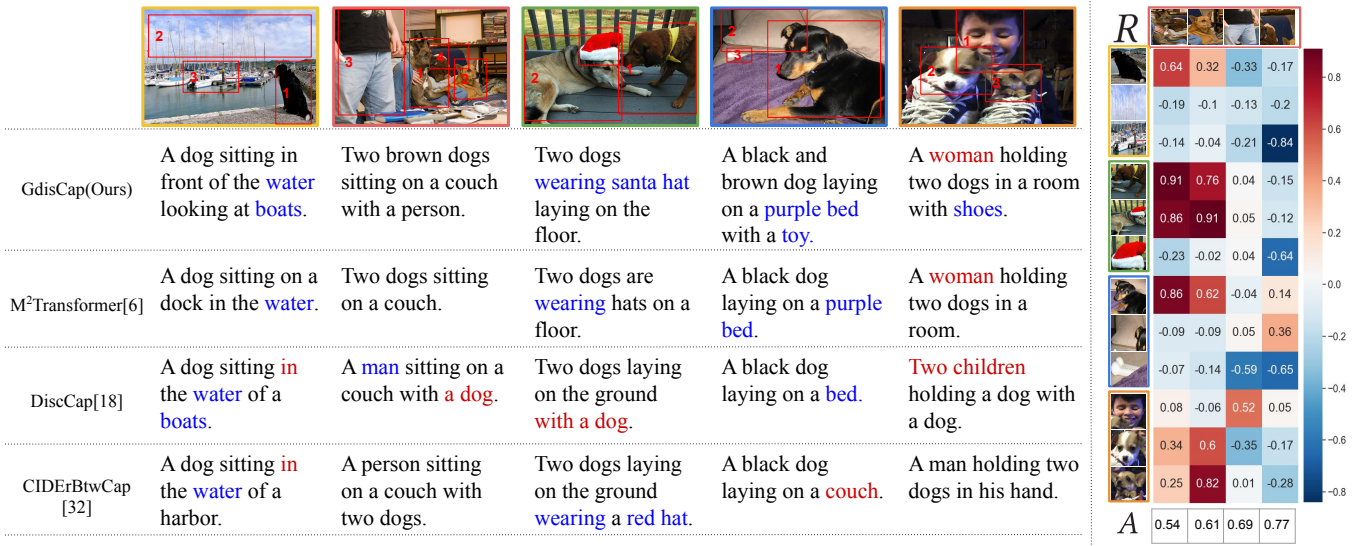 2
3
1
3
1
2
2
1
3
1
1
2
3
GdisCap(Ours)
A dog sitting in
front of the water
looking at boats.
Two brown dogs
sitting on a couch
with a person.
Two dogs
wearing santa hat
laying on the
floor.
A black and
brown dog laying
on a purple bed
with a toy.
A woman holding
two dogs in a room
with shoes.
M²Transformer[6]
A dog sitting on a
dock in the water.
Two dogs sitting
on a couch.
Two dogs are
wearing hats on a
floor.
A black dog
laying on a purple
bed.
A woman holding
two dogs in a
room.
DiscCap[18]
A dog sitting in
the water of a
boats.
A man sitting on a
couch with a dog.
Two dogs laying
on the ground
with a dog.
A black dog
laying on a bed.
Two children
holding a dog with
a dog.
CIDErBtwCap
[32]
A dog sitting in
the water of a
harbor.
A person sitting
on a couch with
two dogs.
Two dogs laying
on the ground
wearing a red hat.
A black dog
laying on a couch.
A man holding two
dogs in his hand.
R
0.64 0.32 -0.33 -0.17
-0.19 -0.1 -0.13 -0.2
-0.14 -0.04 -0.21 -0.84
0.91 0.76 0.04 -0.15
0.86 0.91 0.05 -0.12
-0.23 -0.02 0.04 -0.64
0.86 0.62 -0.04 0.14
-0.09 -0.09 0.05 0.36
-0.07 -0.14 -0.59 -0.65
0.08 -0.06 0.52 0.05
0.34 0.6 -0.35 -0.17
0.25 0.82 0.01 -0.28
A 0.54 0.61 0.69 0.77
0.8
0.6
0.4
0.2
0.0
-0.2
-0.4
-0.6
-0.8